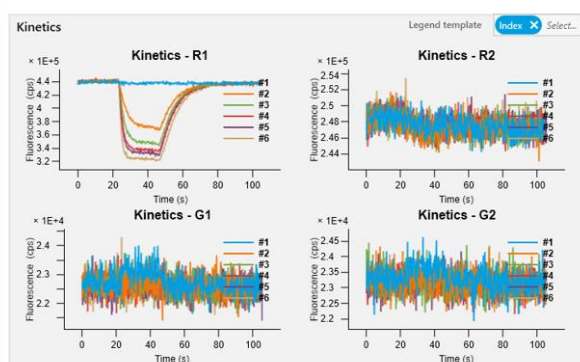 Kinetics
Legend template
Index X Select...
Kinetics - R1
× 1E+5
Fluorescence (cps)
4.4
4.2
4.0
3.8
3.6
3.4
3.2
0 20 40 60 80 100
Time (s)
#1
#2
#3
#4
#5
#6
Kinetics - R2
× 1E+5
Fluorescence (cps)
2.54
2.52
2.5
2.48
2.46
2.44
0 20 40 60 80 100
Time (s)
#1
#2
#3
#4
#5
#6
Kinetics - G1
× 1E+4
Fluorescence (cps)
2.4
2.3
2.2
0 20 40 60 80 100
Time (s)
#1
#2
#3
#4
#5
#6
Kinetics - G2
× 1E+4
Fluorescence (cps)
2.45
2.4
2.35
2.3
2.25
2.2
0 20 40 60 80 100
Time (s)
#1
#2
#3
#4
#5
#6